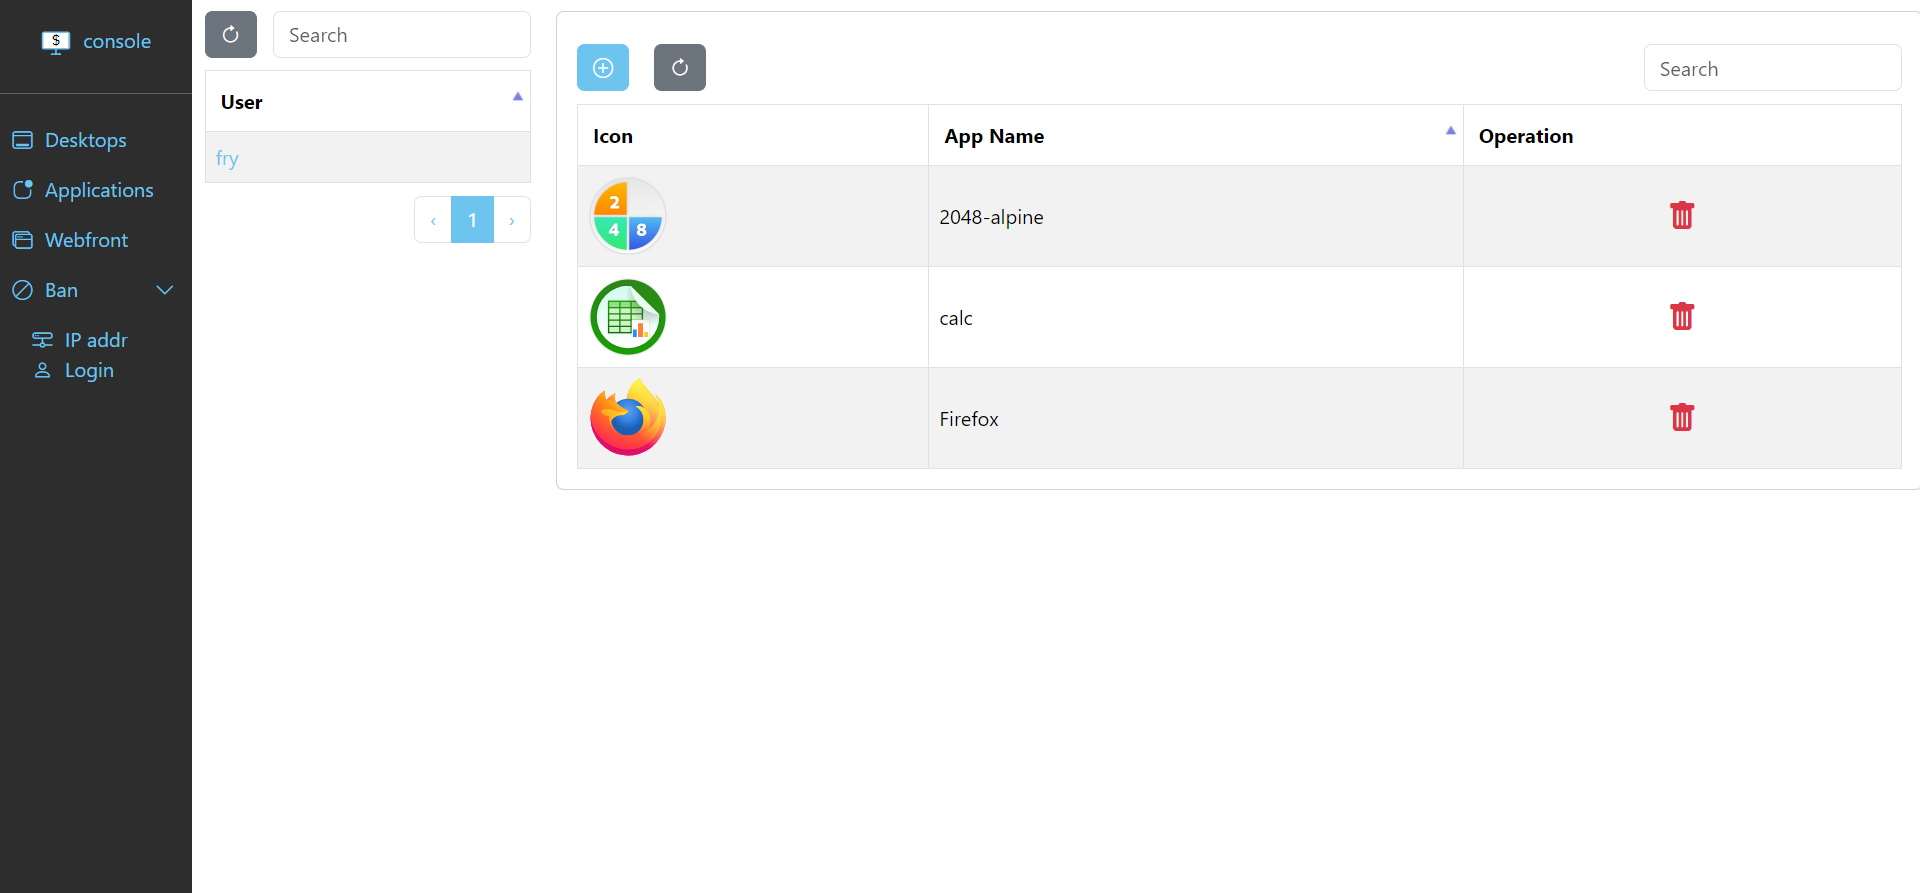 $ console
Desktops
Applications
Webfront
Ban
IP addr
Login
Search
User
fry
‹ 1 ›
Search
Icon App Name Operation
2 4 8 2048-alpine
calc
Firefox